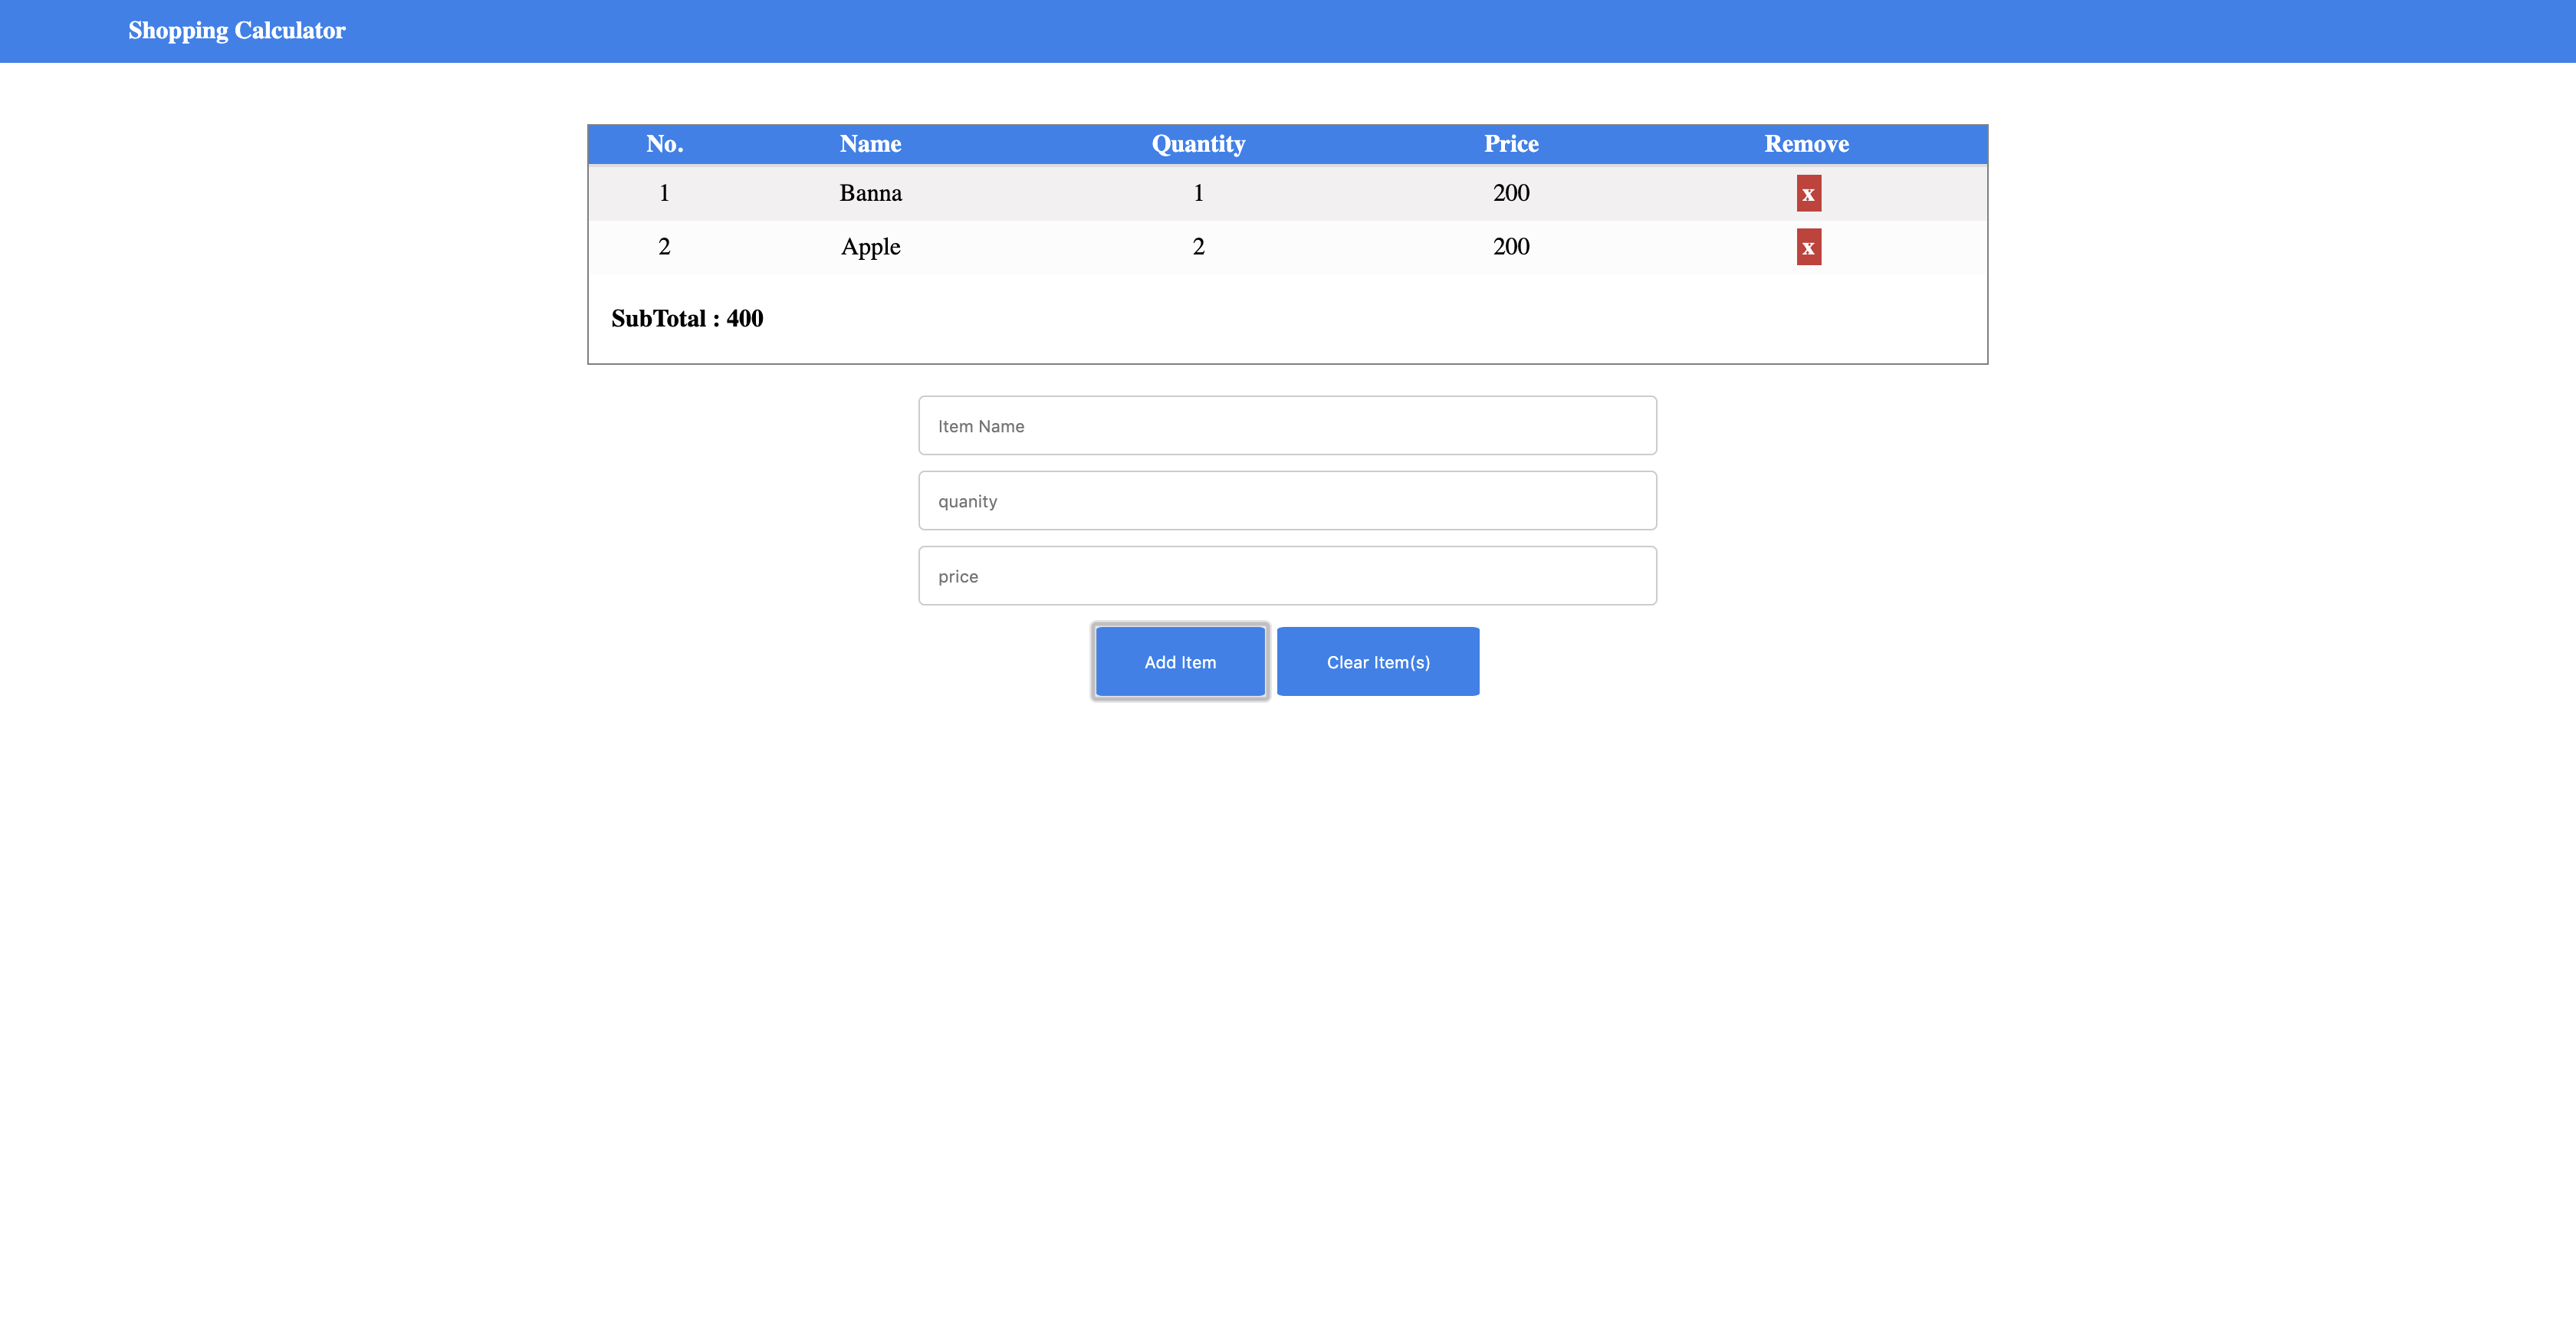 Shopping Calculator
No. Name Quantity Price Remove
1 Banna 1 200 x
2 Apple 2 200 x
SubTotal : 400
Item Name
quanity
price
Add Item Clear Item(s)